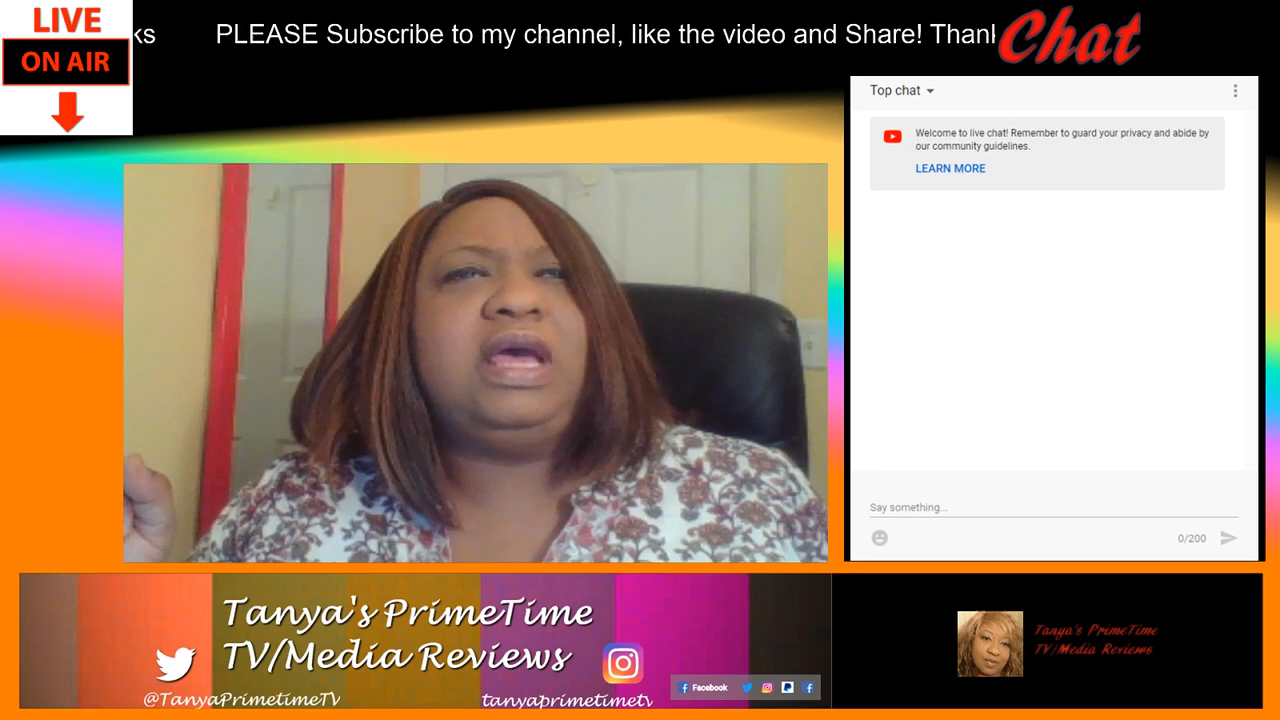 LIVE
ON AIR
ks PLEASE Subscribe to my channel, like the video and Share! Thank
Chat
Top chat
Welcome to live chat! Remember to guard your privacy and abide by
our community guidelines.
LEARN MORE
Say something...
0/200
Tanya's PrimeTime
TV/Media Reviews
@TanyaPrimetimeTV
tanyaprimetimetv
Facebook
Tanya's PrimeTime
TV/Media Reviews